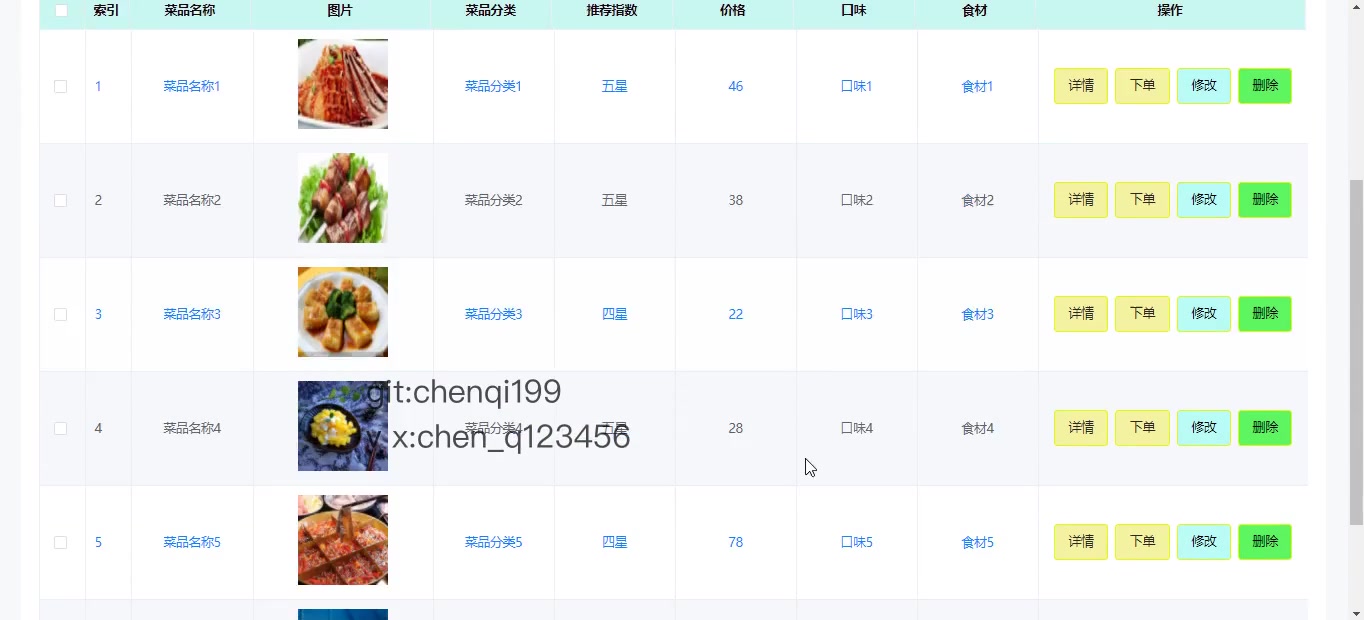 索引 菜品名称 图片 菜品分类 推荐指数 价格 口味 食材 操作
1 菜品名称1 菜品分类1 五星 46 口味1 食材1 详情 下单 修改 删除
2 菜品名称2 菜品分类2 五星 38 口味2 食材2 详情 下单 修改 删除
3 菜品名称3 菜品分类3 四星 22 口味3 食材3 详情 下单 修改 删除
git:chenqi199
4 菜品名称4 菜品分类4 五星 28 口味4 食材4 详情 下单 修改 删除
v x:chen_q123456
5 菜品名称5 菜品分类5 四星 78 口味5 食材5 详情 下单 修改 删除